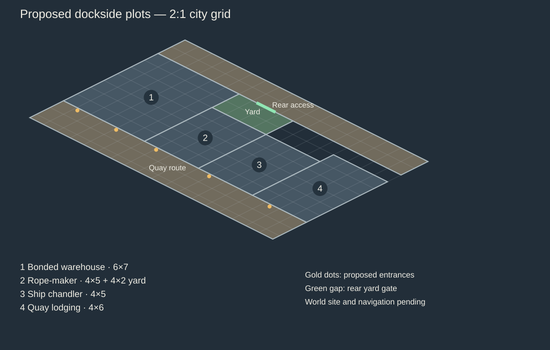 Proposed dockside plots — 2:1 city grid
1
Rear access
Yard
2
3
Quay route
4
1 Bonded warehouse · 6×7
2 Rope-maker · 4×5 + 4×2 yard
3 Ship chandler · 4×5
4 Quay lodging · 4×6
Gold dots: proposed entrances
Green gap: rear yard gate
World site and navigation pending